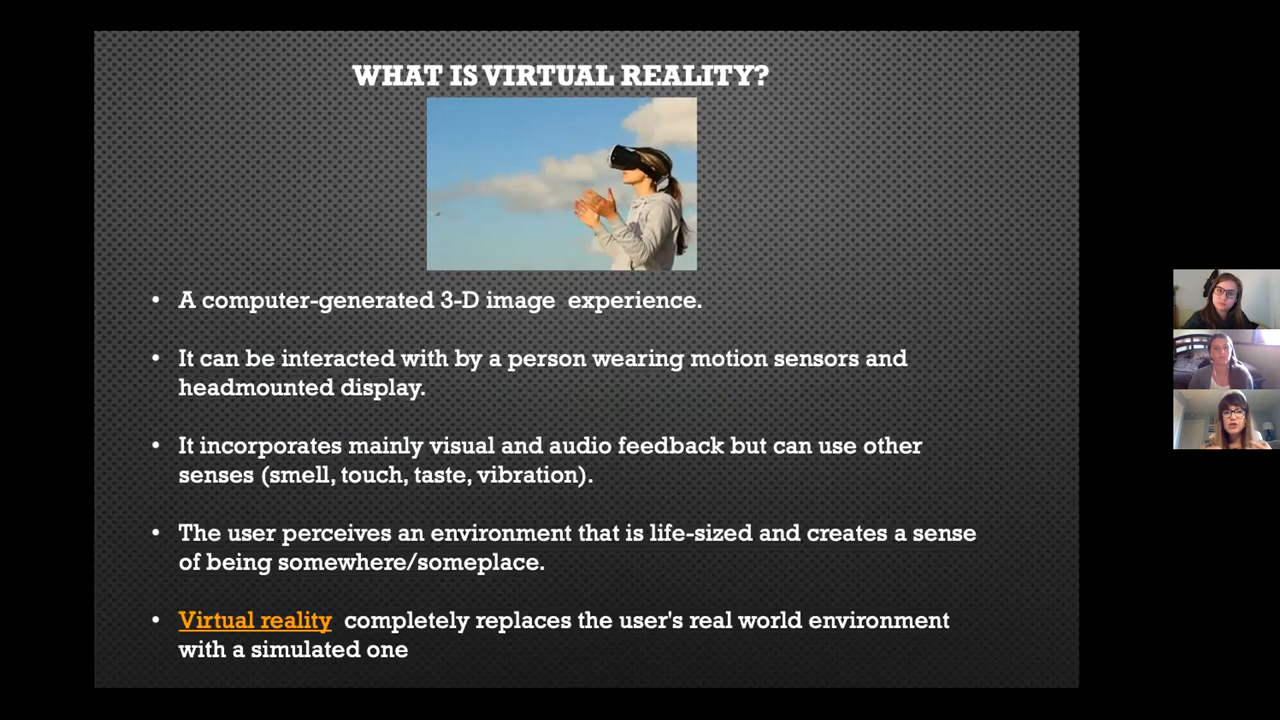 WHAT IS VIRTUAL REALITY?
• A computer-generated 3-D image  experience.
• It can be interacted with by a person wearing motion sensors and
headmounted display.
• It incorporates mainly visual and audio feedback but can use other
senses (smell, touch, taste, vibration).
• The user perceives an environment that is life-sized and creates a sense
of being somewhere/someplace.
• Virtual reality  completely replaces the user's real world environment
with a simulated one